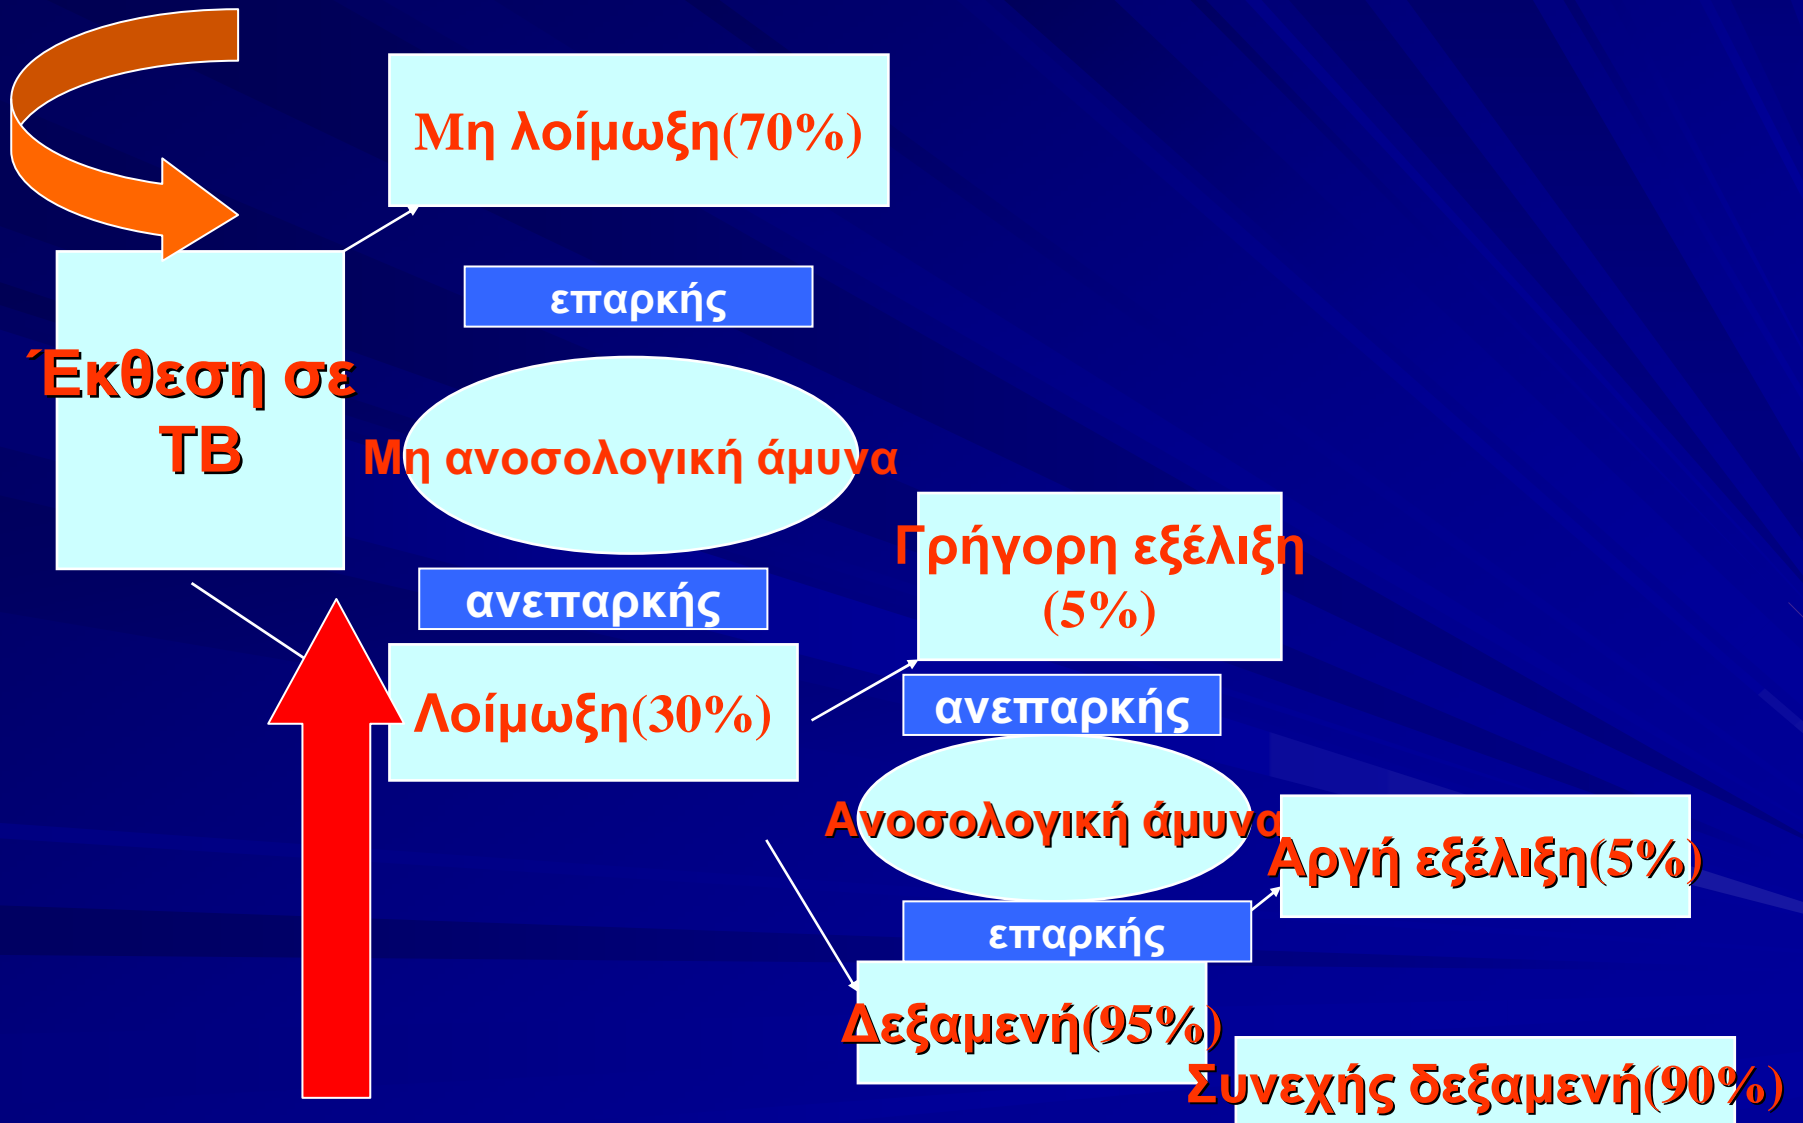 Μη λοίμωξη(70%)
επαρκής
Έκθεση σε
ΤΒ
Μη ανοσολογική άμυνα
ανεπαρκής
Λοίμωξη(30%)
Γρήγορη εξέλιξη
(5%)
ανεπαρκής
Ανοσολογική άμυνα
Αργή εξέλιξη(5%)
επαρκής
Δεξαμενή(95%)
Συνεχής δεξαμενή(90%)